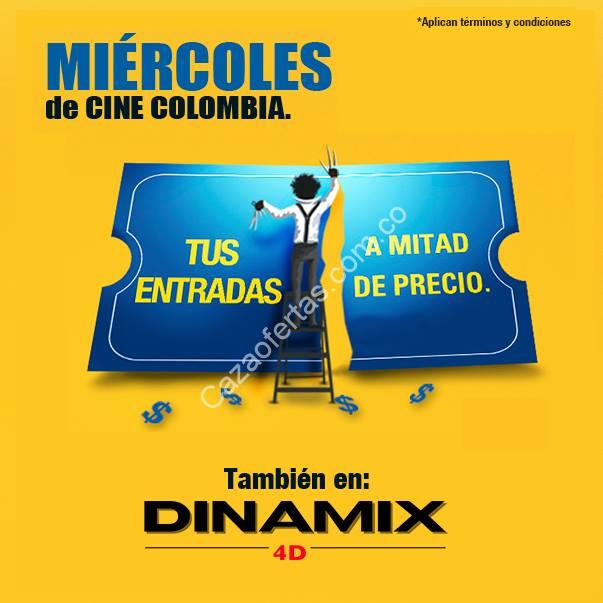 *Aplican términos y condiciones
MIÉRCOLES
de CINE COLOMBIA.
TUS
ENTRADAS
A MITAD
DE PRECIO.
Cazaofertas.com.co
$ $ $ $
También en:
DINAMIX
4D